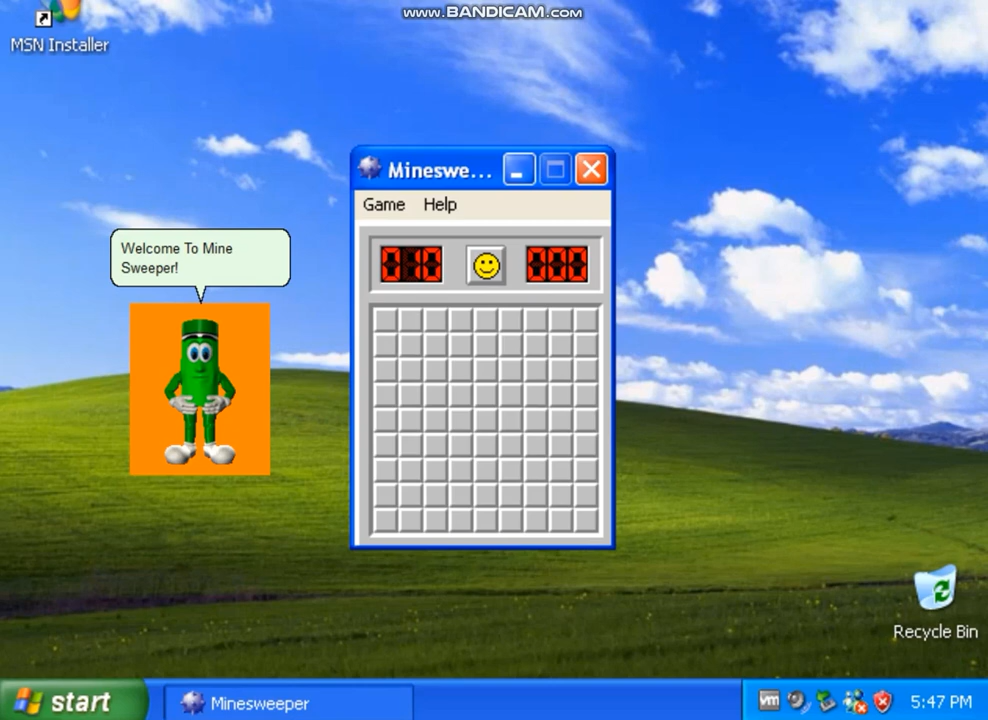 www.BANDICAM.com
MSN Installer
Mineswe...
Game Help
Welcome To Mine
Sweeper!
Recycle Bin
start
Minesweeper
vm
5:47 PM